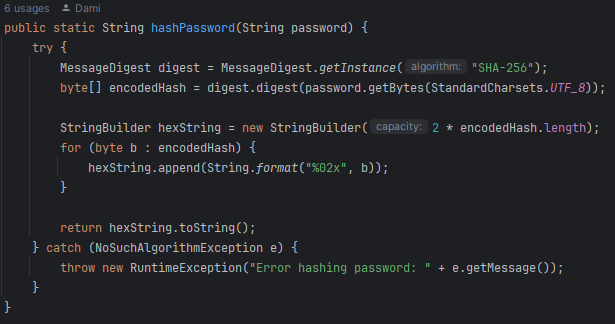 6 usages Dami
public static String hashPassword(String password) {
    try {
        MessageDigest digest = MessageDigest.getInstance( algorithm: "SHA-256");
        byte[] encodedHash = digest.digest(password.getBytes(StandardCharsets.UTF_8));

        StringBuilder hexString = new StringBuilder( capacity: 2 * encodedHash.length);
        for (byte b : encodedHash) {
            hexString.append(String.format("%02x", b));
        }

        return hexString.toString();
    } catch (NoSuchAlgorithmException e) {
        throw new RuntimeException("Error hashing password: " + e.getMessage());
    }
}